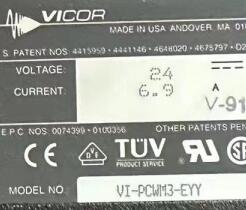 VICOR
MADE IN USA ANDOVER, MA
S. PATENT NOS 4415959 • 4441146 • 4648020 • 4675797 •
VOLTAGE: 24
CURRENT: 6.9 A
V-91
E.P.C. NOS 0074399 • 0100356 OTHER PATENTS PEN
CE VDE TÜV PRODUCT SERVICE
MODEL NO. VI-PCWM3-EYY